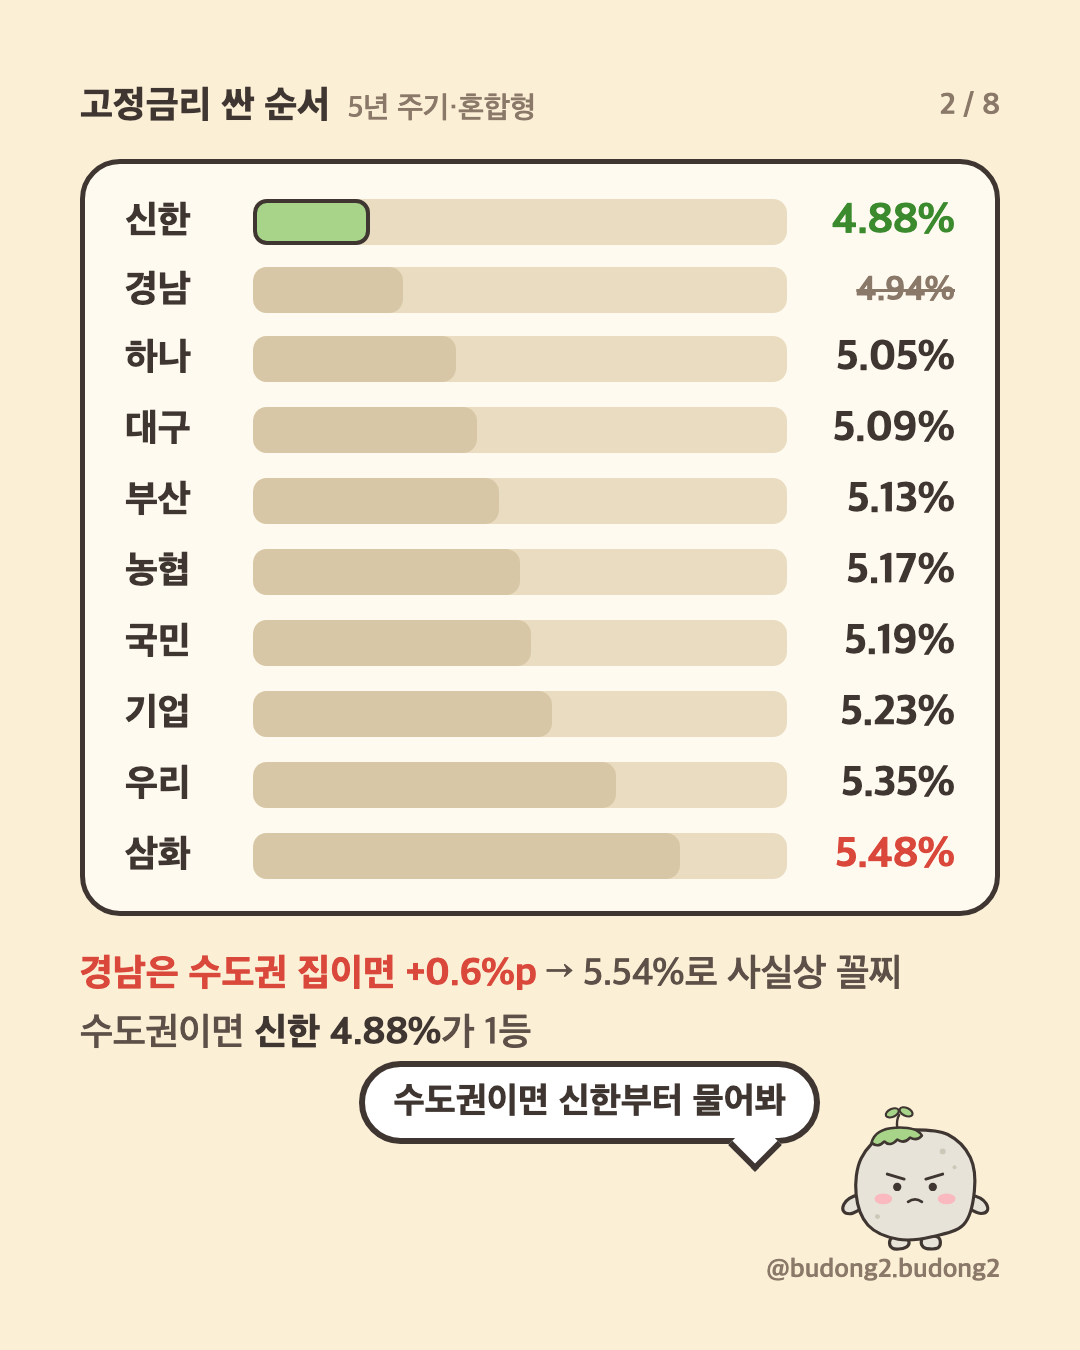 고정금리 싼 순서 5년 주기·혼합형 2 / 8
신한 4.88%
경남 4.94%
하나 5.05%
대구 5.09%
부산 5.13%
농협 5.17%
국민 5.19%
기업 5.23%
우리 5.35%
삼화 5.48%
경남은 수도권 집이면 +0.6%p → 5.54%로 사실상 꼴찌
수도권이면 신한 4.88%가 1등
수도권이면 신한부터 물어봐
@budong2.budong2